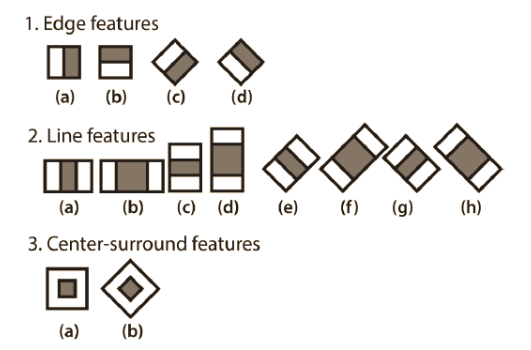 1. Edge features
(a) (b) (c) (d)
2. Line features
(a) (b) (c) (d) (e) (f) (g) (h)
3. Center-surround features
(a) (b)